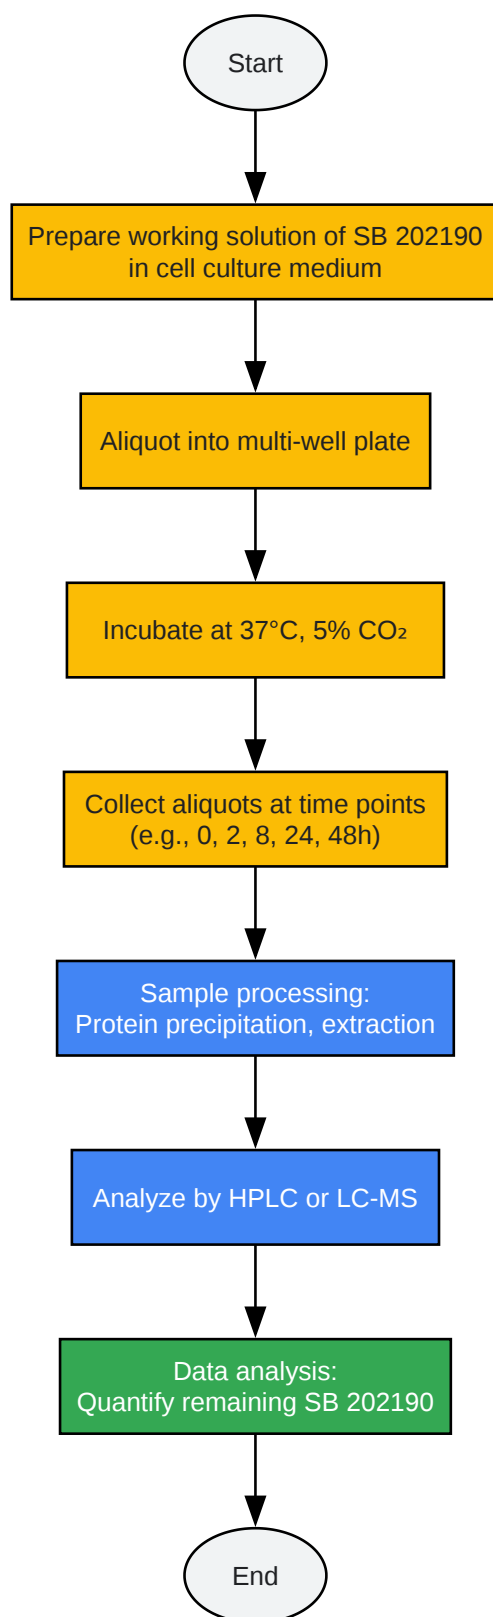 Start
Prepare working solution of SB 202190
in cell culture medium
Aliquot into multi-well plate
Incubate at 37°C, 5% CO₂
Collect aliquots at time points
(e.g., 0, 2, 8, 24, 48h)
Sample processing:
Protein precipitation, extraction
Analyze by HPLC or LC-MS
Data analysis:
Quantify remaining SB 202190
End